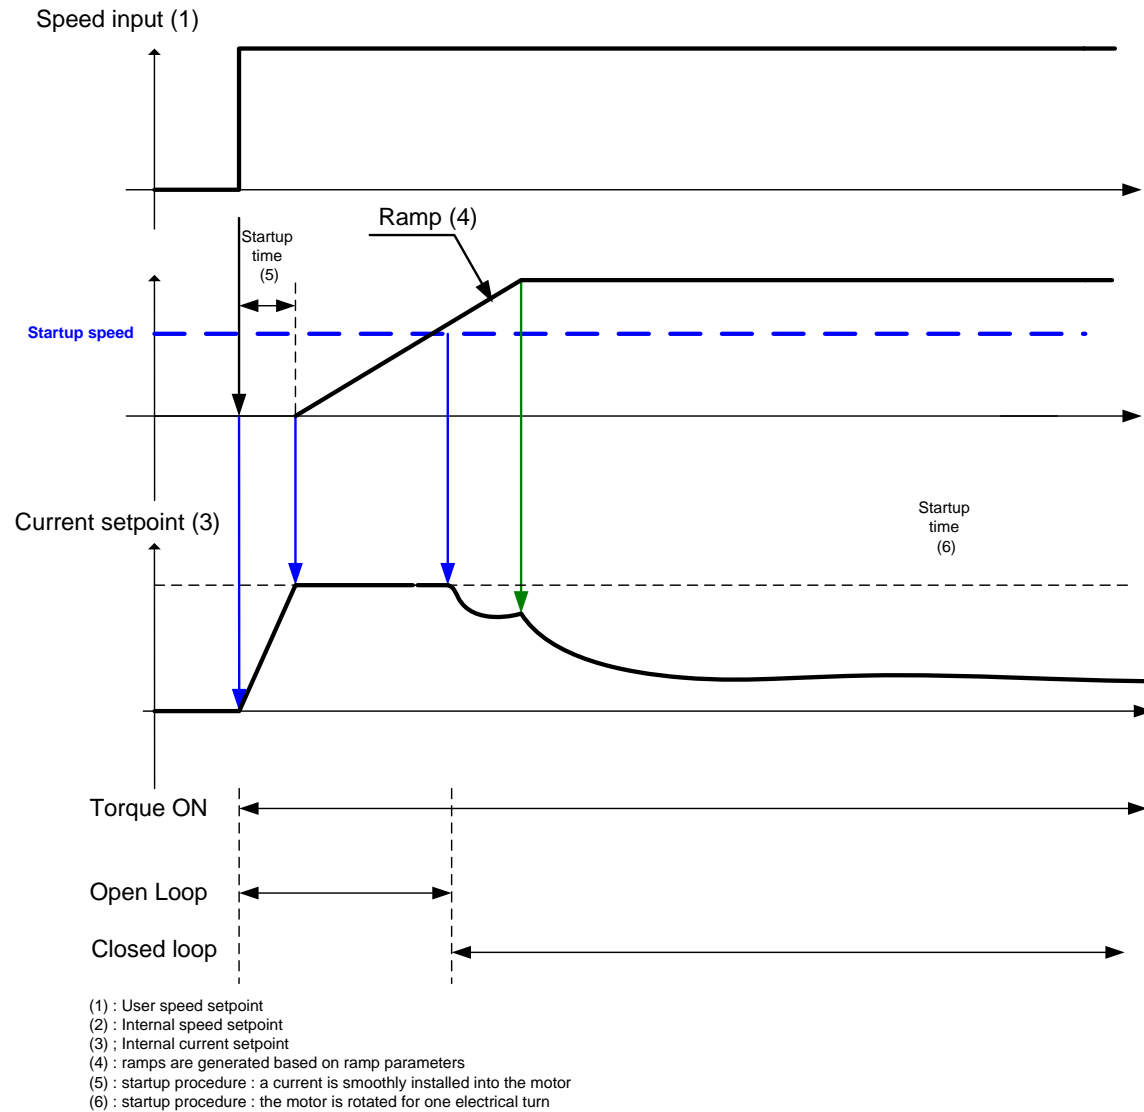 Speed input (1)
Ramp (4)
Startup
time
(5)
Startup speed
Startup
time
(6)
Current setpoint (3)
Torque ON
Open Loop
Closed loop
(1) : User speed setpoint
(2) : Internal speed setpoint
(3) ; Internal current setpoint
(4) : ramps are generated based on ramp parameters
(5) : startup procedure : a current is smoothly installed into the motor
(6) : startup procedure : the motor is rotated for one electrical turn